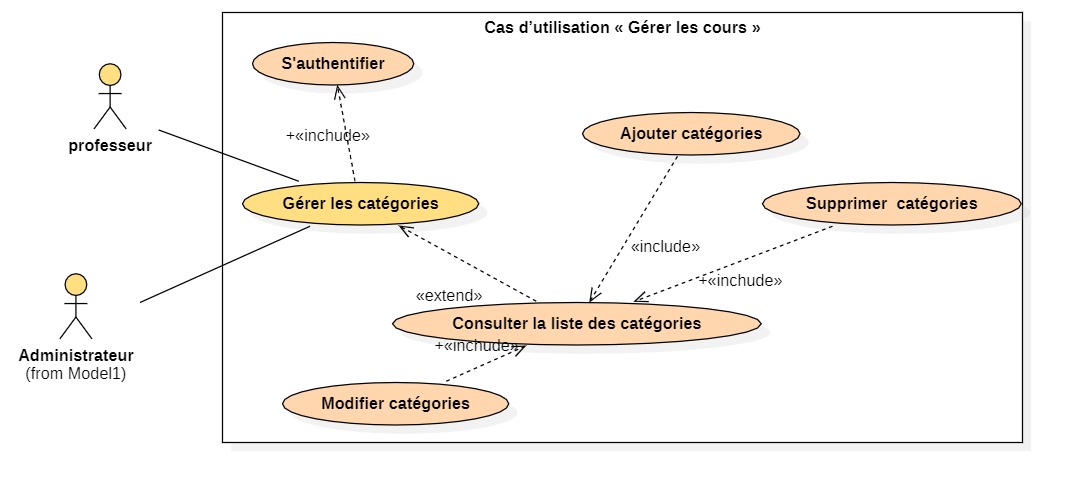 Cas d’utilisation « Gérer les cours »
S'authentifier
professeur
+«inchude»
Ajouter catégories
Gérer les catégories
Supprimer  catégories
«include»
+«inchude»
«extend»
Consulter la liste des catégories
+«inchude»
Administrateur
(from Model1)
Modifier catégories